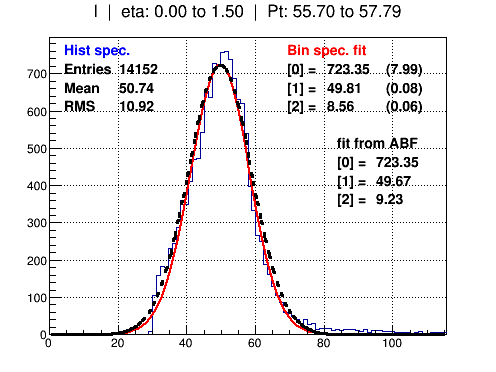 I | eta: 0.00 to 1.50 | Pt: 55.70 to 57.79
Hist spec.
Entries 14152
Mean 50.74
RMS 10.92
Bin spec. fit
[0] = 723.35 (7.99)
[1] = 49.81 (0.08)
[2] = 8.56 (0.06)
fit from ABF
[0] = 723.35
[1] = 49.67
[2] = 9.23
700
600
500
400
300
200
100
0
0 20 40 60 80 100